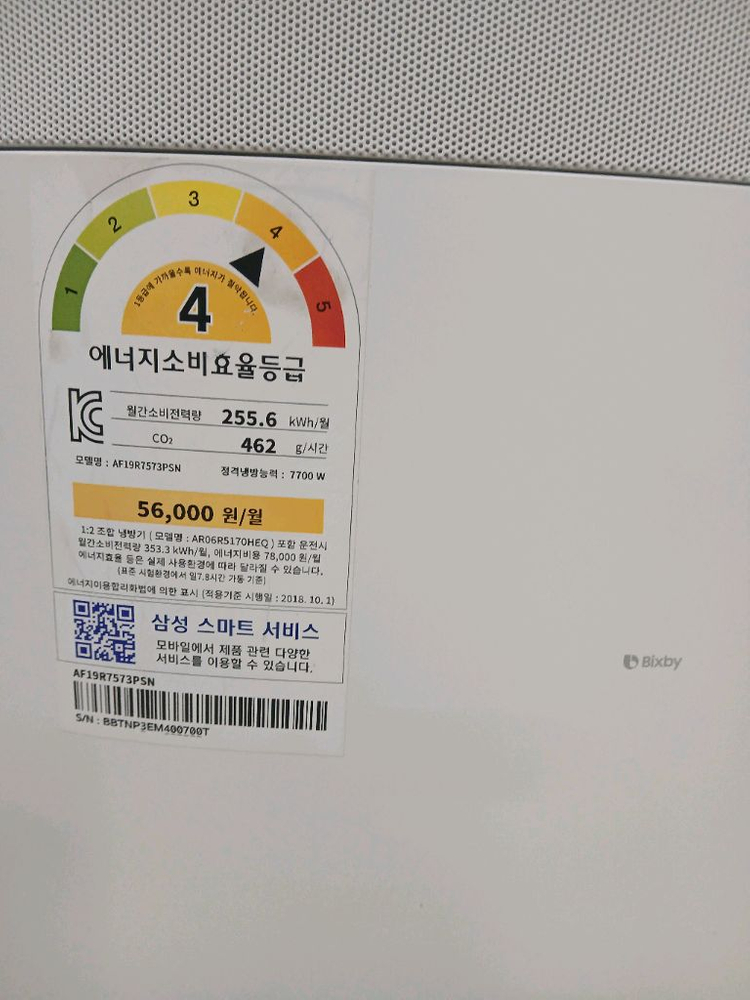 1
2
3
4
5
1등급에 가까울수록 에너지가 절약됩니다.
4
에너지소비효율등급
월간소비전력량 255.6 kWh/월
CO₂ 462 g/시간
모델명 : AF19R7573PSN 정격냉방능력 : 7700 W
56,000 원/월
1:2 조합 냉방기 ( 모델명 : AR06R5170HEQ ) 포함 운전시
월간소비전력량 353.3 kWh/월, 에너지비용 78,000 원/월
에너지효율 등은 실제 사용환경에 따라 달라질 수 있습니다.
(표준 시험환경에서 일7.8시간 가동 기준)
에너지이용합리화법에 의한 표시 (적용기준 시행일 : 2018. 10. 1)
삼성 스마트 서비스
모바일에서 제품 관련 다양한
서비스를 이용할 수 있습니다.
AF19R7573PSN
S/N : BBTNP3EM400700T
Bixby